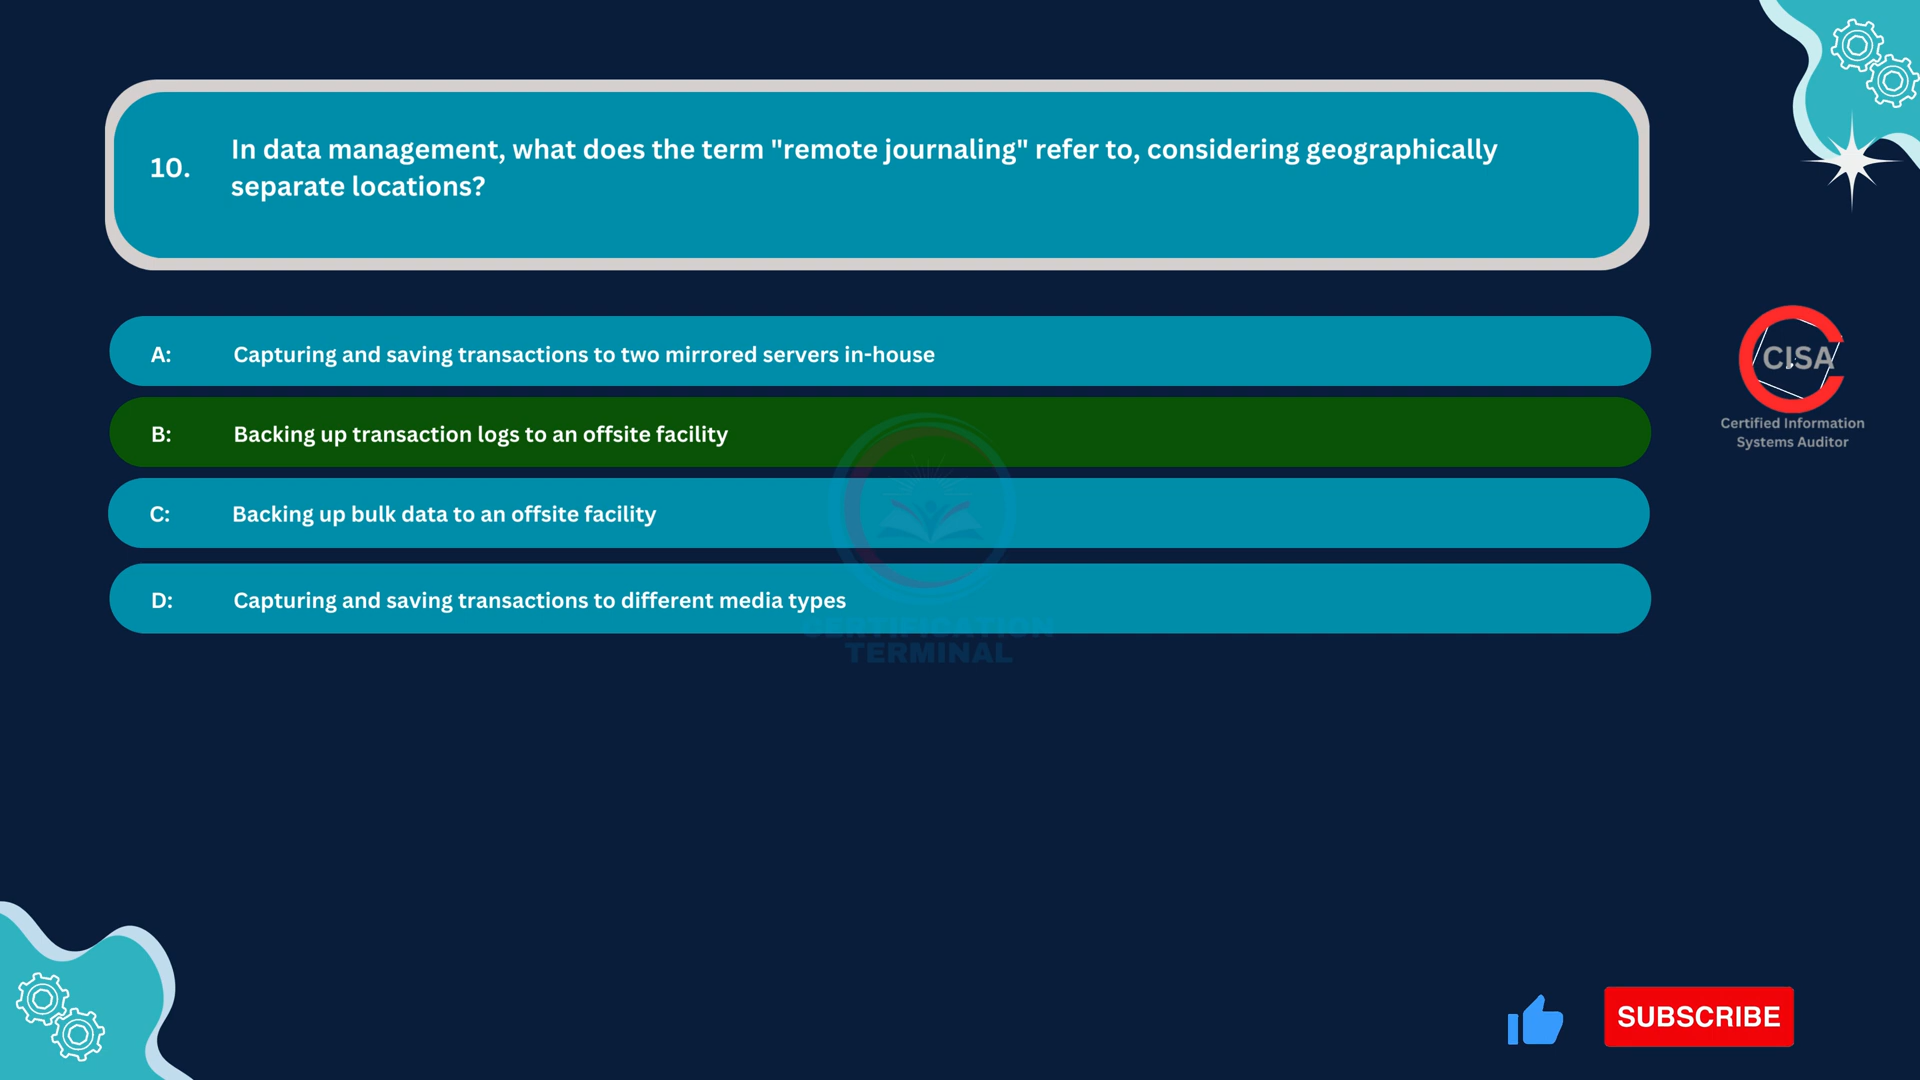 10.
In data management, what does the term "remote journaling" refer to, considering geographically
separate locations?
A: Capturing and saving transactions to two mirrored servers in-house
B: Backing up transaction logs to an offsite facility
C: Backing up bulk data to an offsite facility
D: Capturing and saving transactions to different media types
CISA
Certified Information
Systems Auditor
CERTIFICATION
TERMINAL
SUBSCRIBE